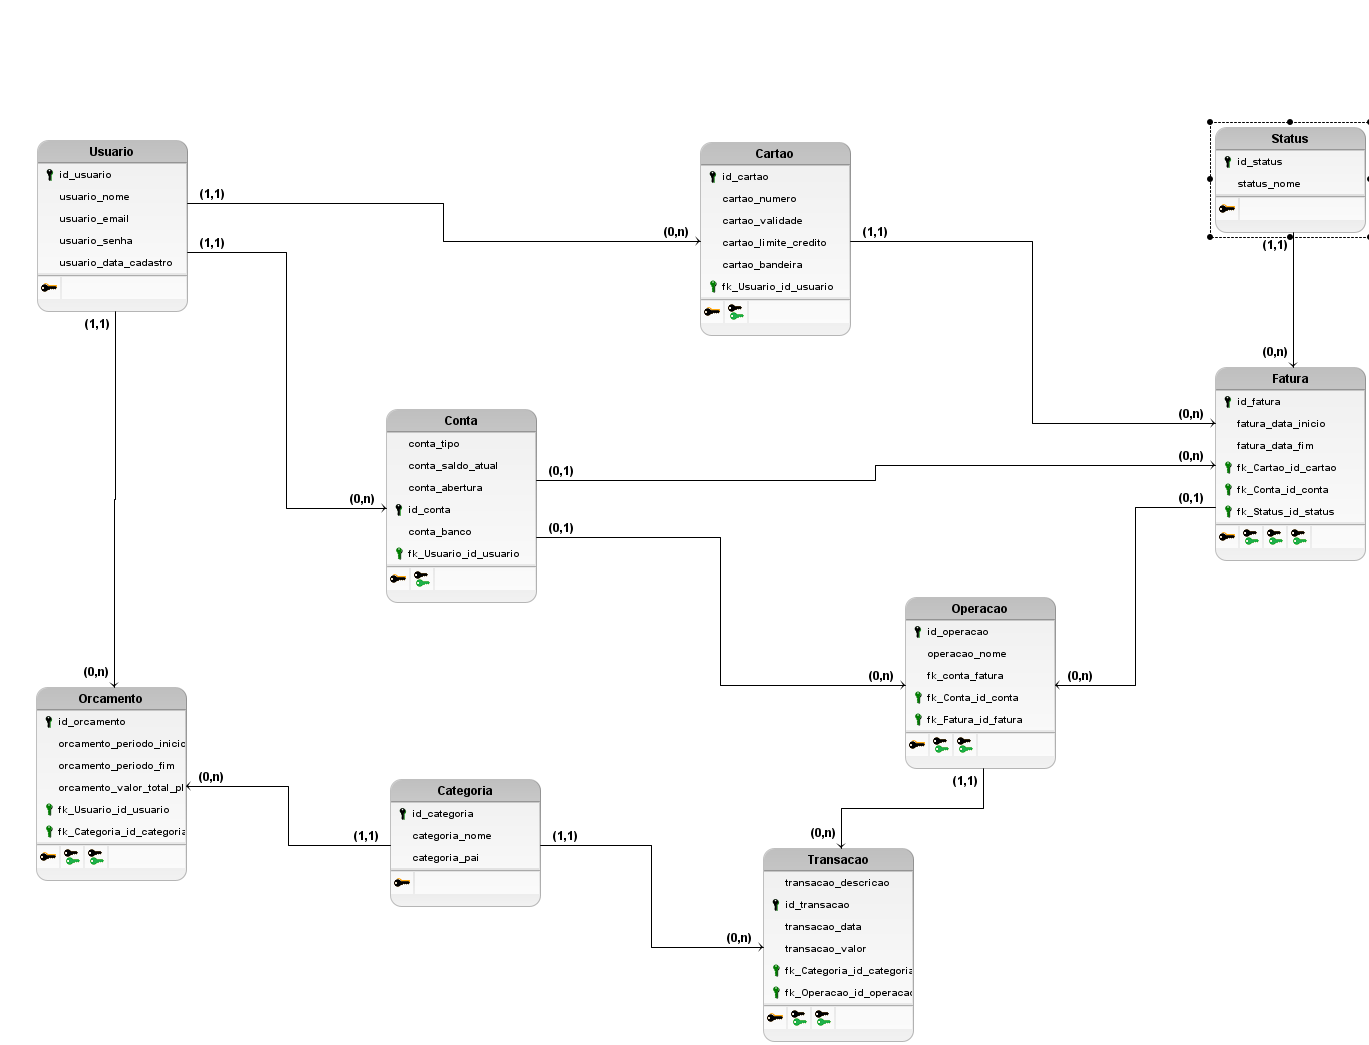 Usuario
id_usuario
usuario_nome
usuario_email
usuario_senha
usuario_data_cadastro
(1,1)
(1,1)
(1,1)
(0,n)
Cartao
id_cartao
cartao_numero
cartao_validade
cartao_limite_credito
cartao_bandeira
fk_Usuario_id_usuario
(1,1)
Status
id_status
status_nome
(1,1)
(0,n)
Fatura
id_fatura
fatura_data_inicio
fatura_data_fim
fk_Cartao_id_cartao
fk_Conta_id_conta
fk_Status_id_status
(0,n)
(0,n)
(0,1)
(0,n)
Conta
conta_tipo
conta_saldo_atual
conta_abertura
id_conta
conta_banco
fk_Usuario_id_usuario
(0,1)
(0,1)
Operacao
id_operacao
operacao_nome
fk_conta_fatura
fk_Conta_id_conta
fk_Fatura_id_fatura
(0,n)
(0,n)
(1,1)
(0,n)
Orcamento
id_orcamento
orcamento_periodo_inicio
orcamento_periodo_fim
orcamento_valor_total_pl
fk_Usuario_id_usuario
fk_Categoria_id_categoria
(0,n)
(1,1)
Categoria
id_categoria
categoria_nome
categoria_pai
(1,1)
(0,n)
(0,n)
Transacao
transacao_descricao
id_transacao
transacao_data
transacao_valor
fk_Categoria_id_categoria
fk_Operacao_id_operacao